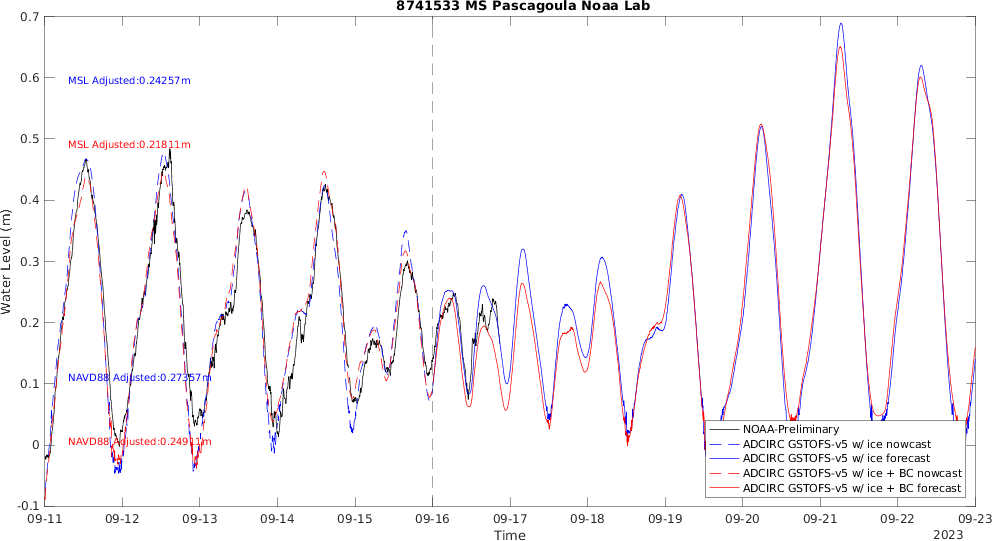 8741533 MS Pascagoula Noaa Lab
0.7
0.6
0.5
0.4
0.3
0.2
0.1
0
-0.1
Water Level (m)
MSL Adjusted:0.24257m
MSL Adjusted:0.21811m
NAVD88 Adjusted:0.27357m
NAVD88 Adjusted:0.24911m
NOAA-Preliminary
ADCIRC GSTOFS-v5 w/ ice nowcast
ADCIRC GSTOFS-v5 w/ ice forecast
ADCIRC GSTOFS-v5 w/ ice + BC nowcast
ADCIRC GSTOFS-v5 w/ ice + BC forecast
09-11 09-12 09-13 09-14 09-15 09-16 09-17 09-18 09-19 09-20 09-21 09-22 09-23
Time
2023